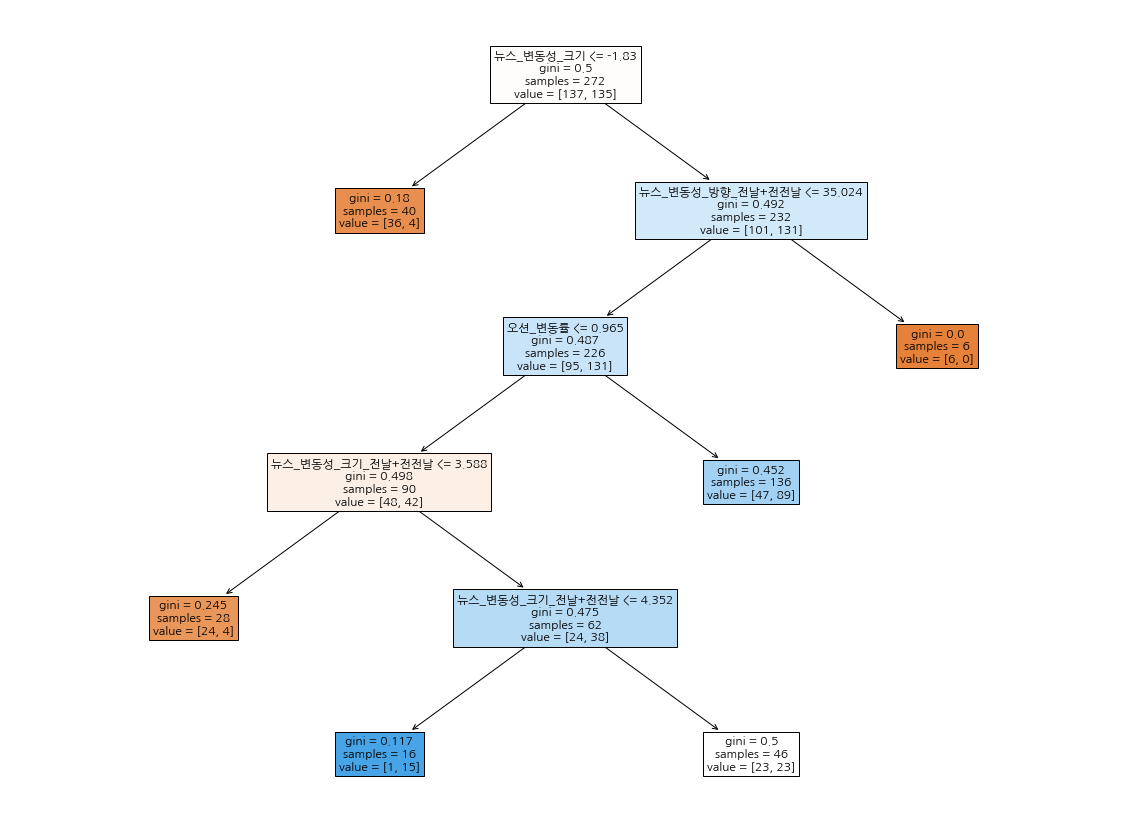 뉴스_변동성_크기 <= -1.83
gini = 0.5
samples = 272
value = [137, 135]
gini = 0.18
samples = 40
value = [36, 4]
뉴스_변동성_방향_전날+전전날 <= 35.024
gini = 0.492
samples = 232
value = [101, 131]
오션_변동률 <= 0.965
gini = 0.487
samples = 226
value = [95, 131]
gini = 0.0
samples = 6
value = [6, 0]
뉴스_변동성_크기_전날+전전날 <= 3.588
gini = 0.498
samples = 90
value = [48, 42]
gini = 0.452
samples = 136
value = [47, 89]
gini = 0.245
samples = 28
value = [24, 4]
뉴스_변동성_크기_전날+전전날 <= 4.352
gini = 0.475
samples = 62
value = [24, 38]
gini = 0.117
samples = 16
value = [1, 15]
gini = 0.5
samples = 46
value = [23, 23]